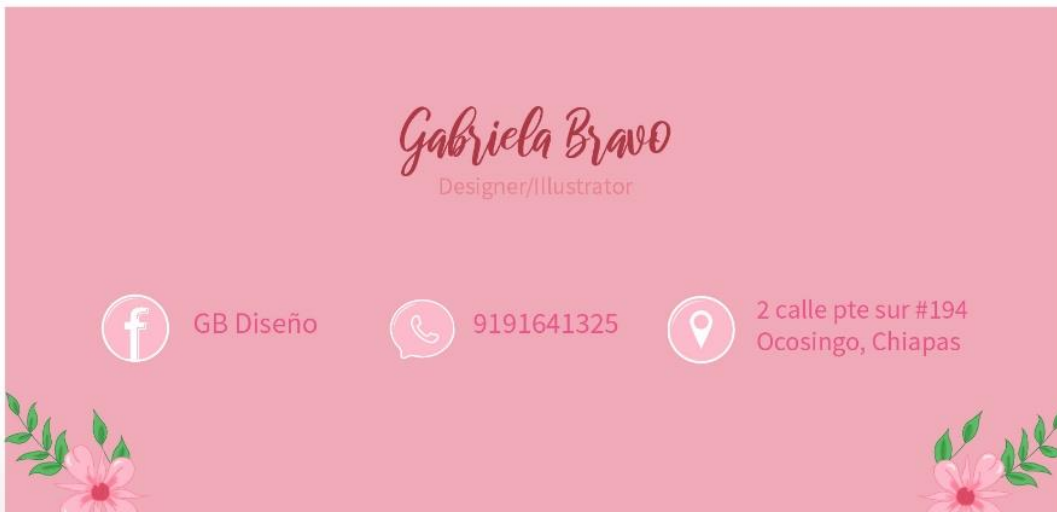 Gabriela Bravo
Designer/Illustrator
GB Diseño
9191641325
2 calle pte sur #194
Ocosingo, Chiapas